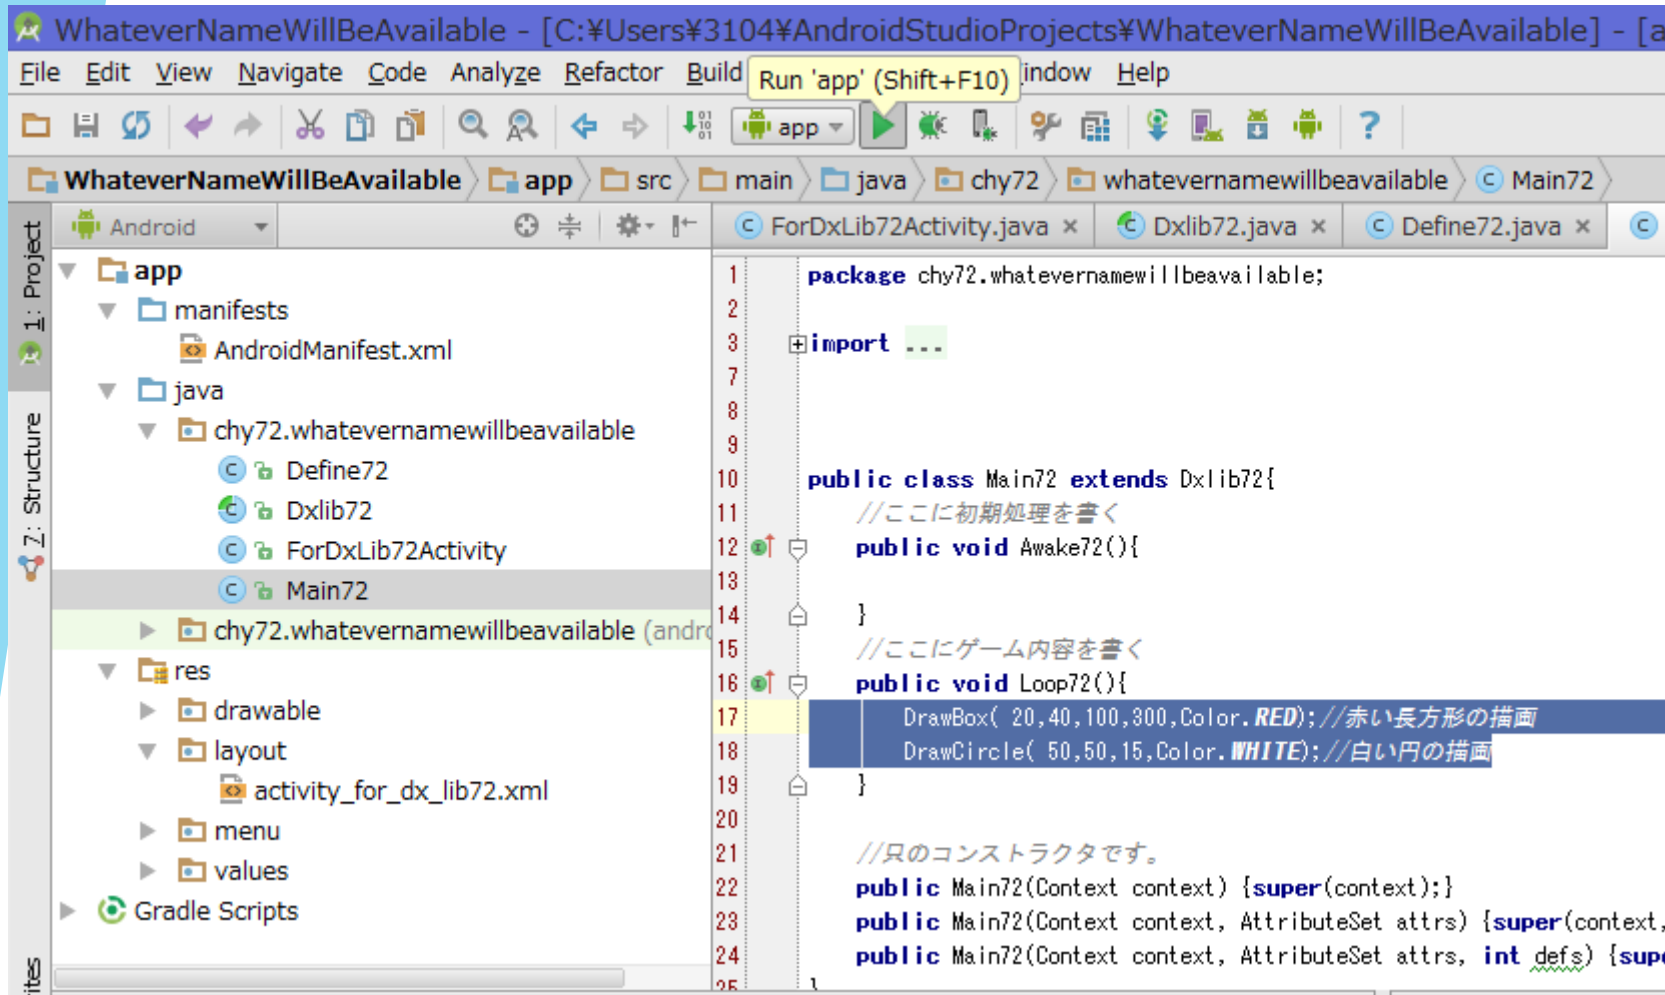 WhateverNameWillBeAvailable - [C:¥Users¥3104¥AndroidStudioProjects¥WhateverNameWillBeAvailable] - [a
File Edit View Navigate Code Analyze Refactor Build indow Help
Run 'app' (Shift+F10)
app
WhateverNameWillBeAvailable app src main java chy72 whatevernamewillbeavailable Main72
Android
ForDxLib72Activity.java × Dxlib72.java × Define72.java ×
1: Project
7: Structure
app
manifests
AndroidManifest.xml
java
chy72.whatevernamewillbeavailable
Define72
Dxlib72
ForDxLib72Activity
Main72
chy72.whatevernamewillbeavailable (andro
res
drawable
layout
activity_for_dx_lib72.xml
menu
values
Gradle Scripts
1 package chy72.whatevernamewillbeavailable;
2
3 import ...
7
8
9
10 public class Main72 extends Dxlib72{
11 //ここに初期処理を書く
12 public void Awake72(){
13
14 }
15 //ここにゲーム内容を書く
16 public void Loop72(){
17 DrawBox( 20,40,100,300,Color.RED);//赤い長方形の描画
18 DrawCircle( 50,50,15,Color.WHITE);//白い円の描画
19 }
20
21 //只のコンストラクタです。
22 public Main72(Context context) {super(context);}
23 public Main72(Context context, AttributeSet attrs) {super(context,
24 public Main72(Context context, AttributeSet attrs, int defs) {supe
25 }